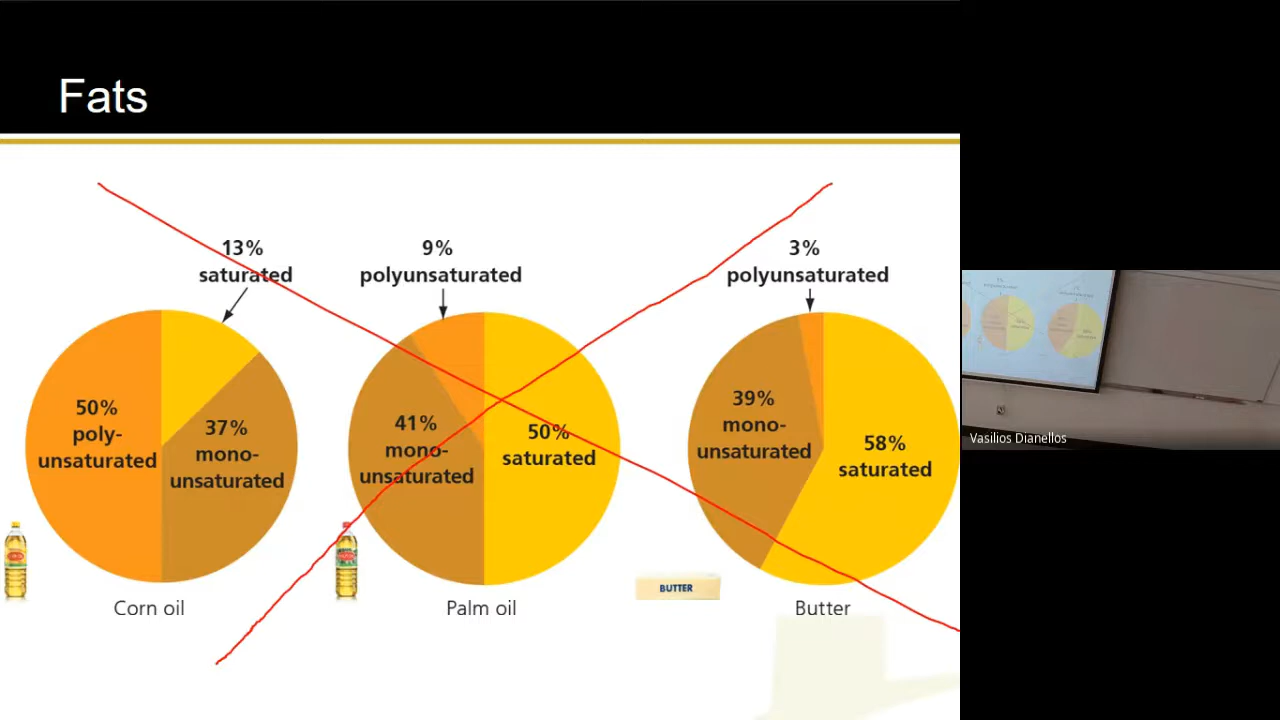 Fats
13%
saturated
50%
poly-
unsaturated
37%
mono-
unsaturated
Corn oil
9%
polyunsaturated
41%
mono-
unsaturated
50%
saturated
Palm oil
3%
polyunsaturated
39%
mono-
unsaturated
58%
saturated
BUTTER
Butter
Vasilios Dianellos